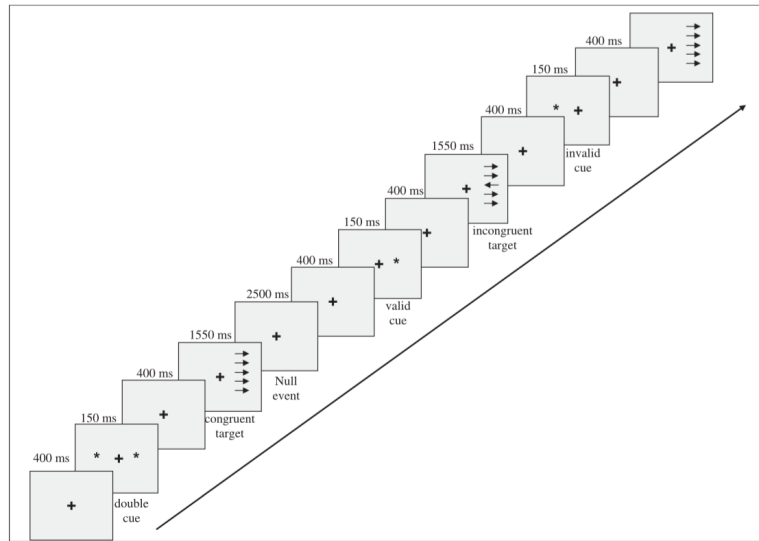 400 ms
150 ms
400 ms
invalid
cue
1550 ms
400 ms
incongruent
target
150 ms
400 ms
valid
cue
2500 ms
1550 ms
Null
event
400 ms
congruent
target
150 ms
* + *
400 ms
double
cue